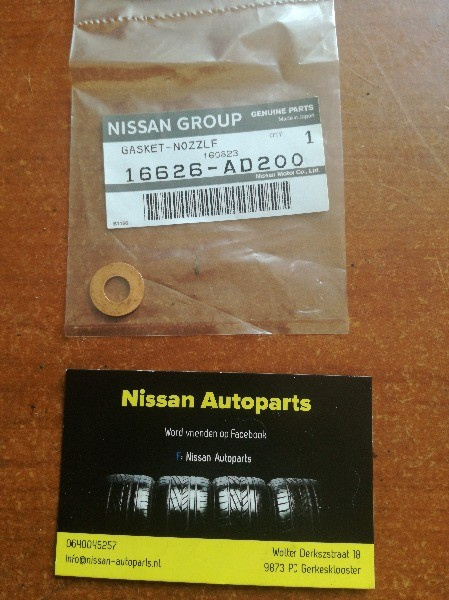 NISSAN GROUP
GENUINE PARTS
Made in Japan
GASKET-NOZZLE
QTY 1
160823
16626-AD200
Nissan Motor Co., Ltd.
Nissan Autoparts
Word vrienden op Facebook
F: Nissan Autoparts
0640045257
Info@nissan-autoparts.nl
Wolter Derkszstraat 18
9873 PD Gerkesklooster